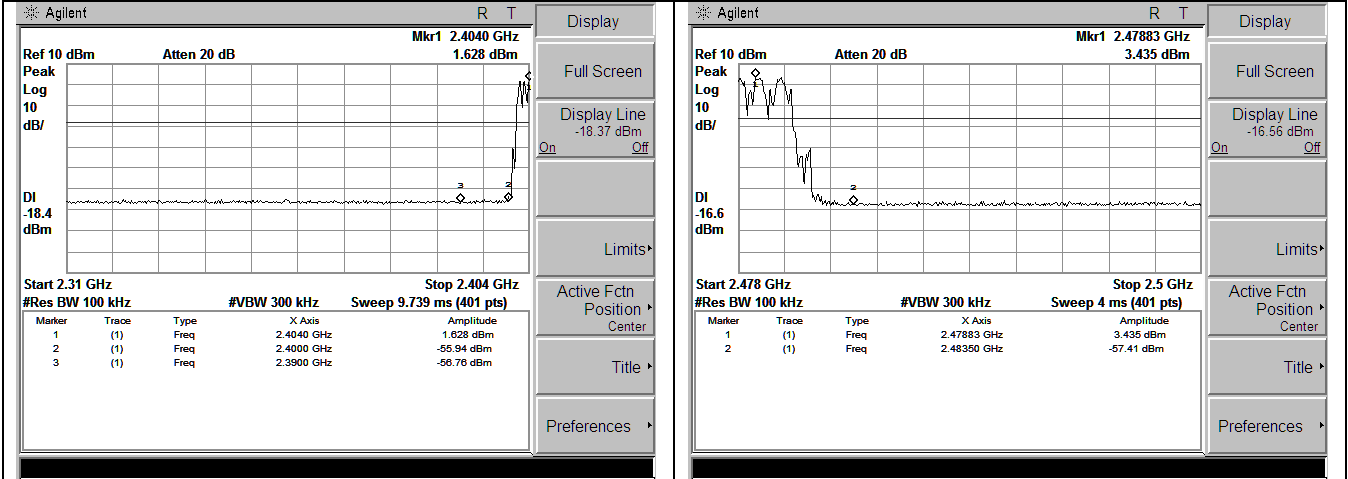 Agilent R T
Mkr1 2.4040 GHz
Ref 10 dBm Atten 20 dB 1.628 dBm
Peak
Log
10
dB/
DI
-18.4
dBm
1
3
2
Start 2.31 GHz Stop 2.404 GHz
#Res BW 100 kHz #VBW 300 kHz Sweep 9.739 ms (401 pts)
Marker Trace Type X Axis Amplitude
1 (1) Freq 2.4040 GHz 1.628 dBm
2 (1) Freq 2.4000 GHz -55.94 dBm
3 (1) Freq 2.3900 GHz -56.76 dBm
Display
Full Screen
Display Line
-18.37 dBm
On Off
Limits
Active Fctn
Position
Center
Title
Preferences
Agilent R T
Mkr1 2.47883 GHz
Ref 10 dBm Atten 20 dB 3.435 dBm
Peak
Log
10
dB/
DI
-16.6
dBm
1
2
Start 2.478 GHz Stop 2.5 GHz
#Res BW 100 kHz #VBW 300 kHz Sweep 4 ms (401 pts)
Marker Trace Type X Axis Amplitude
1 (1) Freq 2.47883 GHz 3.435 dBm
2 (1) Freq 2.48350 GHz -57.41 dBm
Display
Full Screen
Display Line
-16.56 dBm
On Off
Limits
Active Fctn
Position
Center
Title
Preferences